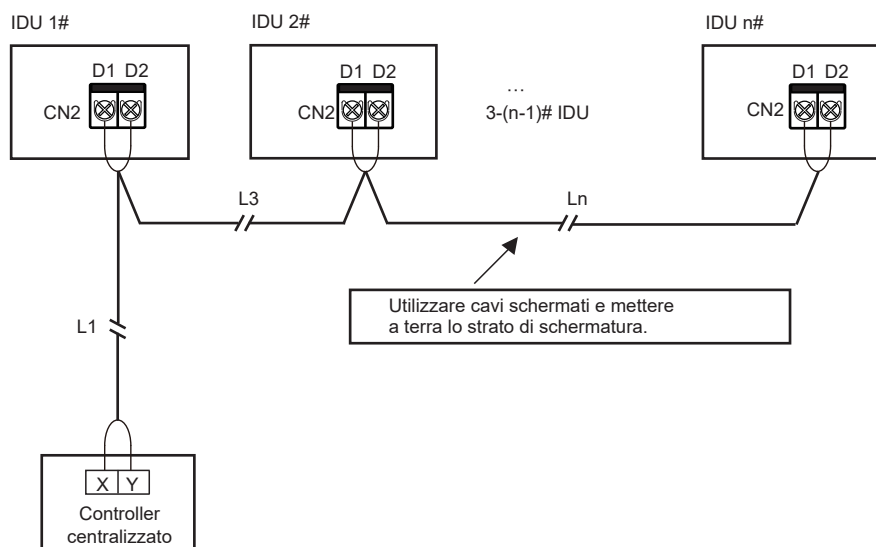 IDU 1#
IDU 2#
IDU n#
D1 D2
D1 D2
D1 D2
CN2
CN2
CN2
...
3-(n-1)# IDU
L3
Ln
Utilizzare cavi schermati e mettere
a terra lo strato di schermatura.
L1
X Y
Controller
centralizzato